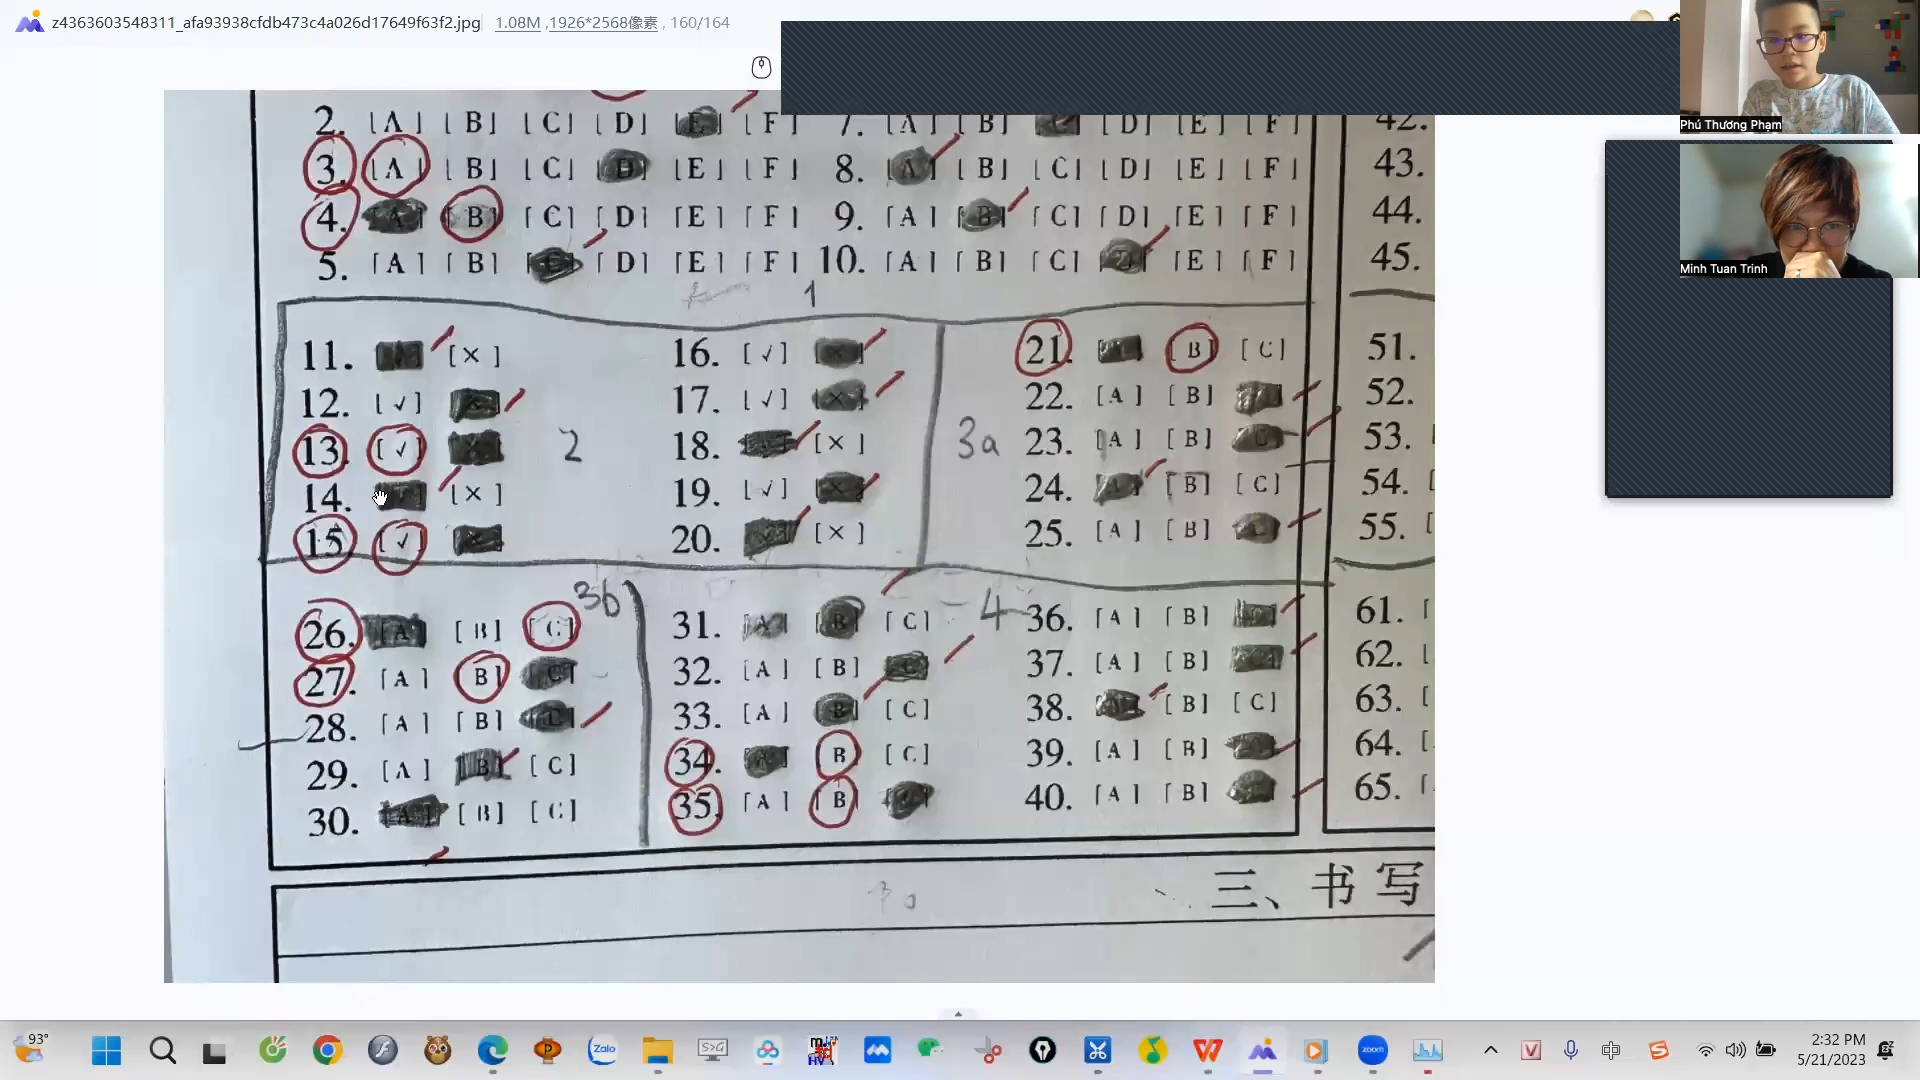 z4363603548311_afa93938cfdb473c4a026d17649f63f2.jpg 1.08M ,1926*2568像素 , 160/164
Phú Thương Phạm
Minh Tuan Trinh
2. [A] [B] [C] [D] [E] [F] 7. [A] [B] [C] [D] [E] [F] 42.
3. [A] [B] [C] [D] [E] [F] 8. [A] [B] [C] [D] [E] [F] 43.
4. [A] [B] [C] [D] [E] [F] 9. [A] [B] [C] [D] [E] [F] 44.
5. [A] [B] [C] [D] [E] [F] 10. [A] [B] [C] [D] [E] [F] 45.
1
11. [×] 16. [√] [×] 21. [B] [C] 51.
12. [√] 17. [√] [×] 22. [A] [B] 52.
13. [√] 2 18. [×] 3a 23. [A] [B] 53.
14. [×] 19. [√] [×] 24. [B] [C] 54.
15. [√] 20. [×] 25. [A] [B] 55.
3b 4
26. [A] [B] [C] 31. [A] [B] [C] 36. [A] [B] [C] 61.
27. [A] [B] [C] 32. [A] [B] [C] 37. [A] [B] [C] 62.
28. [A] [B] 33. [A] [B] [C] 38. [B] [C] 63.
29. [A] [B] [C] 34. [A] [B] [C] 39. [A] [B] 64.
30. [A] [B] [C] 35. [A] [B] 40. [A] [B] 65.
三、书写
93°
Zalo
zoom
2:32 PM
5/21/2023